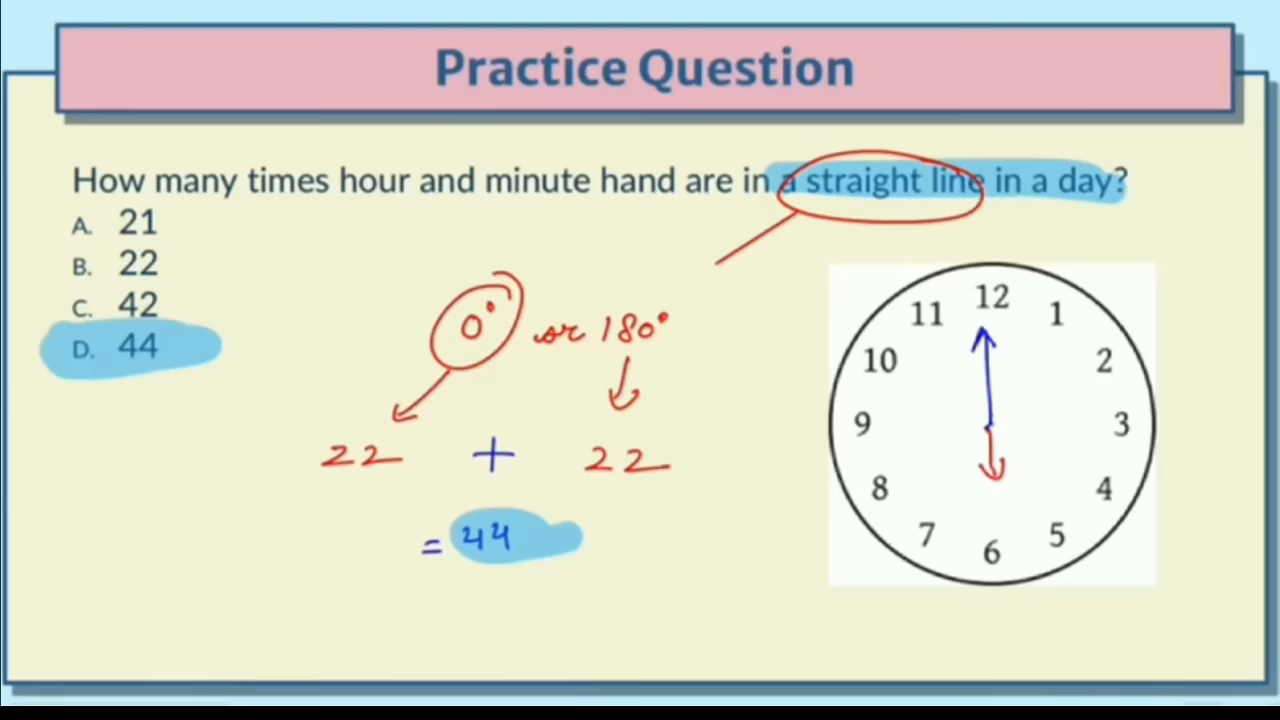 Practice Question
How many times hour and minute hand are in a straight line in a day?
A. 21
B. 22
C. 42
D. 44
0° or 180°
22 + 22
= 44
12
11 1
10 2
9 3
8 4
7 5
6